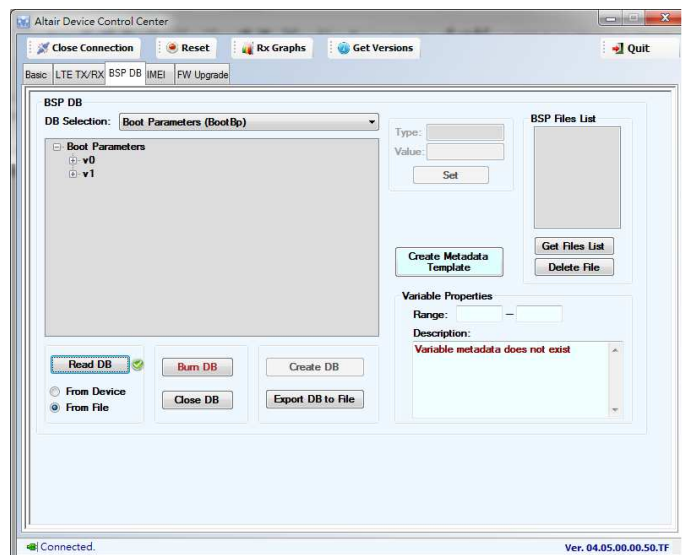 Altair Device Control Center
Close Connection Reset Rx Graphs Get Versions Quit
Basic LTE TX/RX BSP DB IMEI FW Upgrade
BSP DB
DB Selection: Boot Parameters (BootBp)
Boot Parameters
v0
v1
Type:
Value:
Set
BSP Files List
Get Files List
Delete File
Create Metadata
Template
Variable Properties
Range: –
Description:
Variable metadata does not exist
Read DB
From Device
From File
Burn DB
Close DB
Create DB
Export DB to File
Connected.
Ver. 04.05.00.00.50.TF